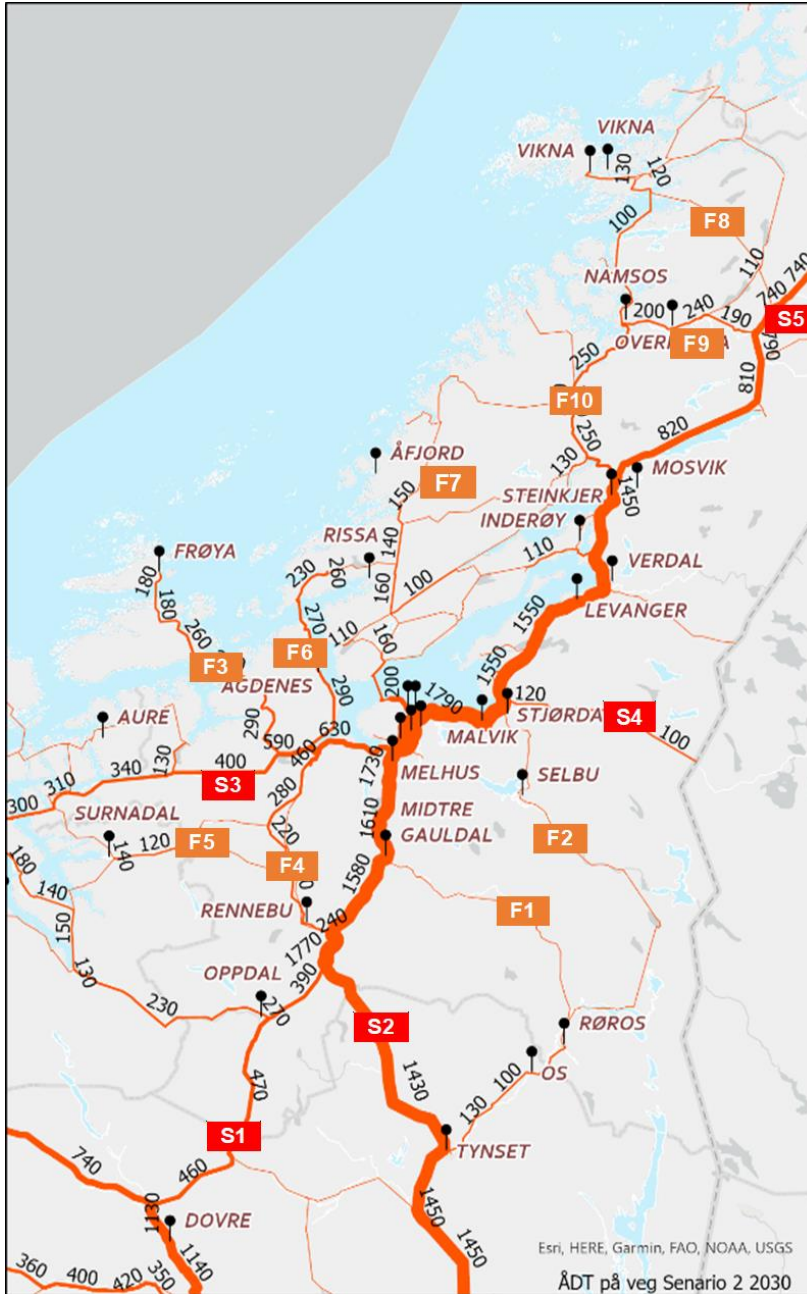 VIKNA
VIKNA
130
120
100
F8
110
NAMSOS
200
240
190
740
740
S5
790
OVER
A
F9
250
810
F10
250
820
ÅFJORD
F7
130
MOSVIK
STEINKJER
1450
150
INDERØY
RISSA
140
110
FRØYA
230
260
160
100
VERDAL
180
180
1550
LEVANGER
270
110
260
F3
F6
160
1550
AGDENES
290
200
1790
120
AURE
290
STJØRDA
S4
MALVIK
100
590
630
460
1730
MELHUS
130
400
340
310
S3
280
SELBU
300
SURNADAL
MIDTRE
GAULDAL
1610
220
F5
120
140
F2
180
F4
1580
140
F1
RENNEBU
150
240
1770
130
OPPDAL
390
230
270
S2
RØROS
OS
470
1430
100
130
S1
TYNSET
740
460
1130
DOVRE
1450
1450
1140
360
400
420
350
Esri, HERE, Garmin, FAO, NOAA, USGS
ÅDT på veg Senario 2 2030